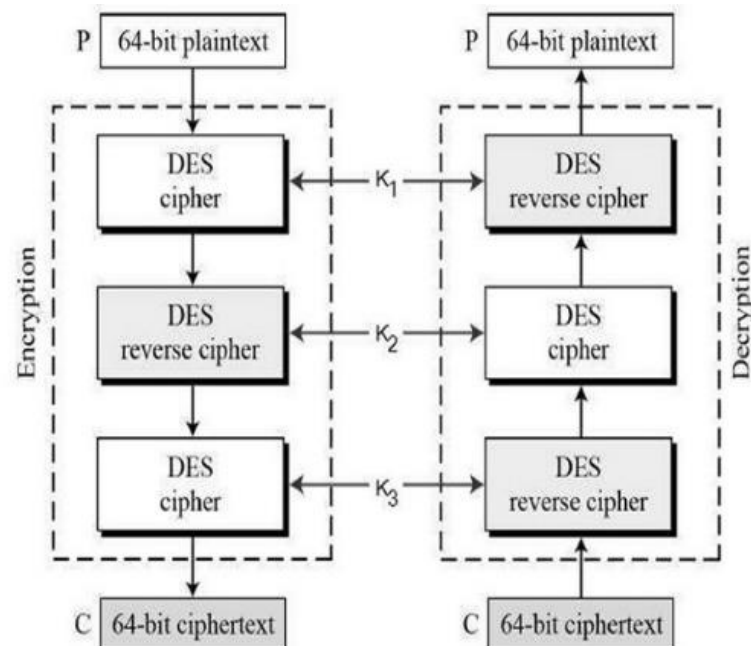 P 64-bit plaintext
P 64-bit plaintext
Encryption
DES
cipher
K1
DES
reverse cipher
DES
reverse cipher
K2
DES
cipher
DES
cipher
K3
DES
reverse cipher
Decryption
C 64-bit ciphertext
C 64-bit ciphertext